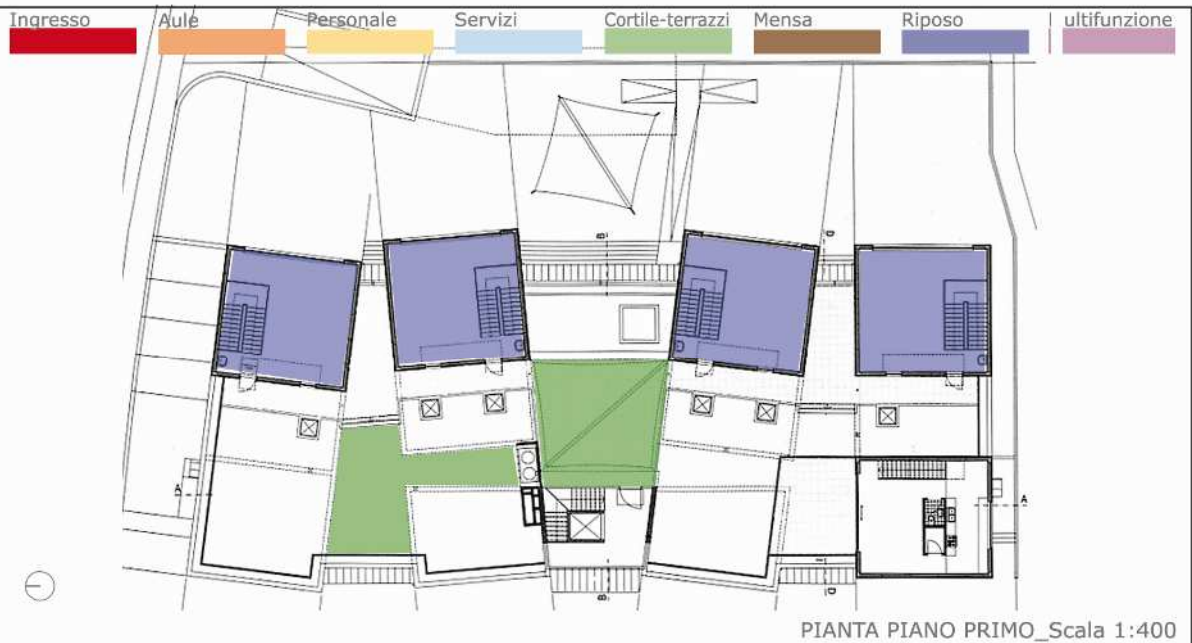 Ingresso Aule Personale Servizi Cortile-terrazzi Mensa Riposo ultifunzione
B D
A A
B D
PIANTA PIANO PRIMO_Scala 1:400